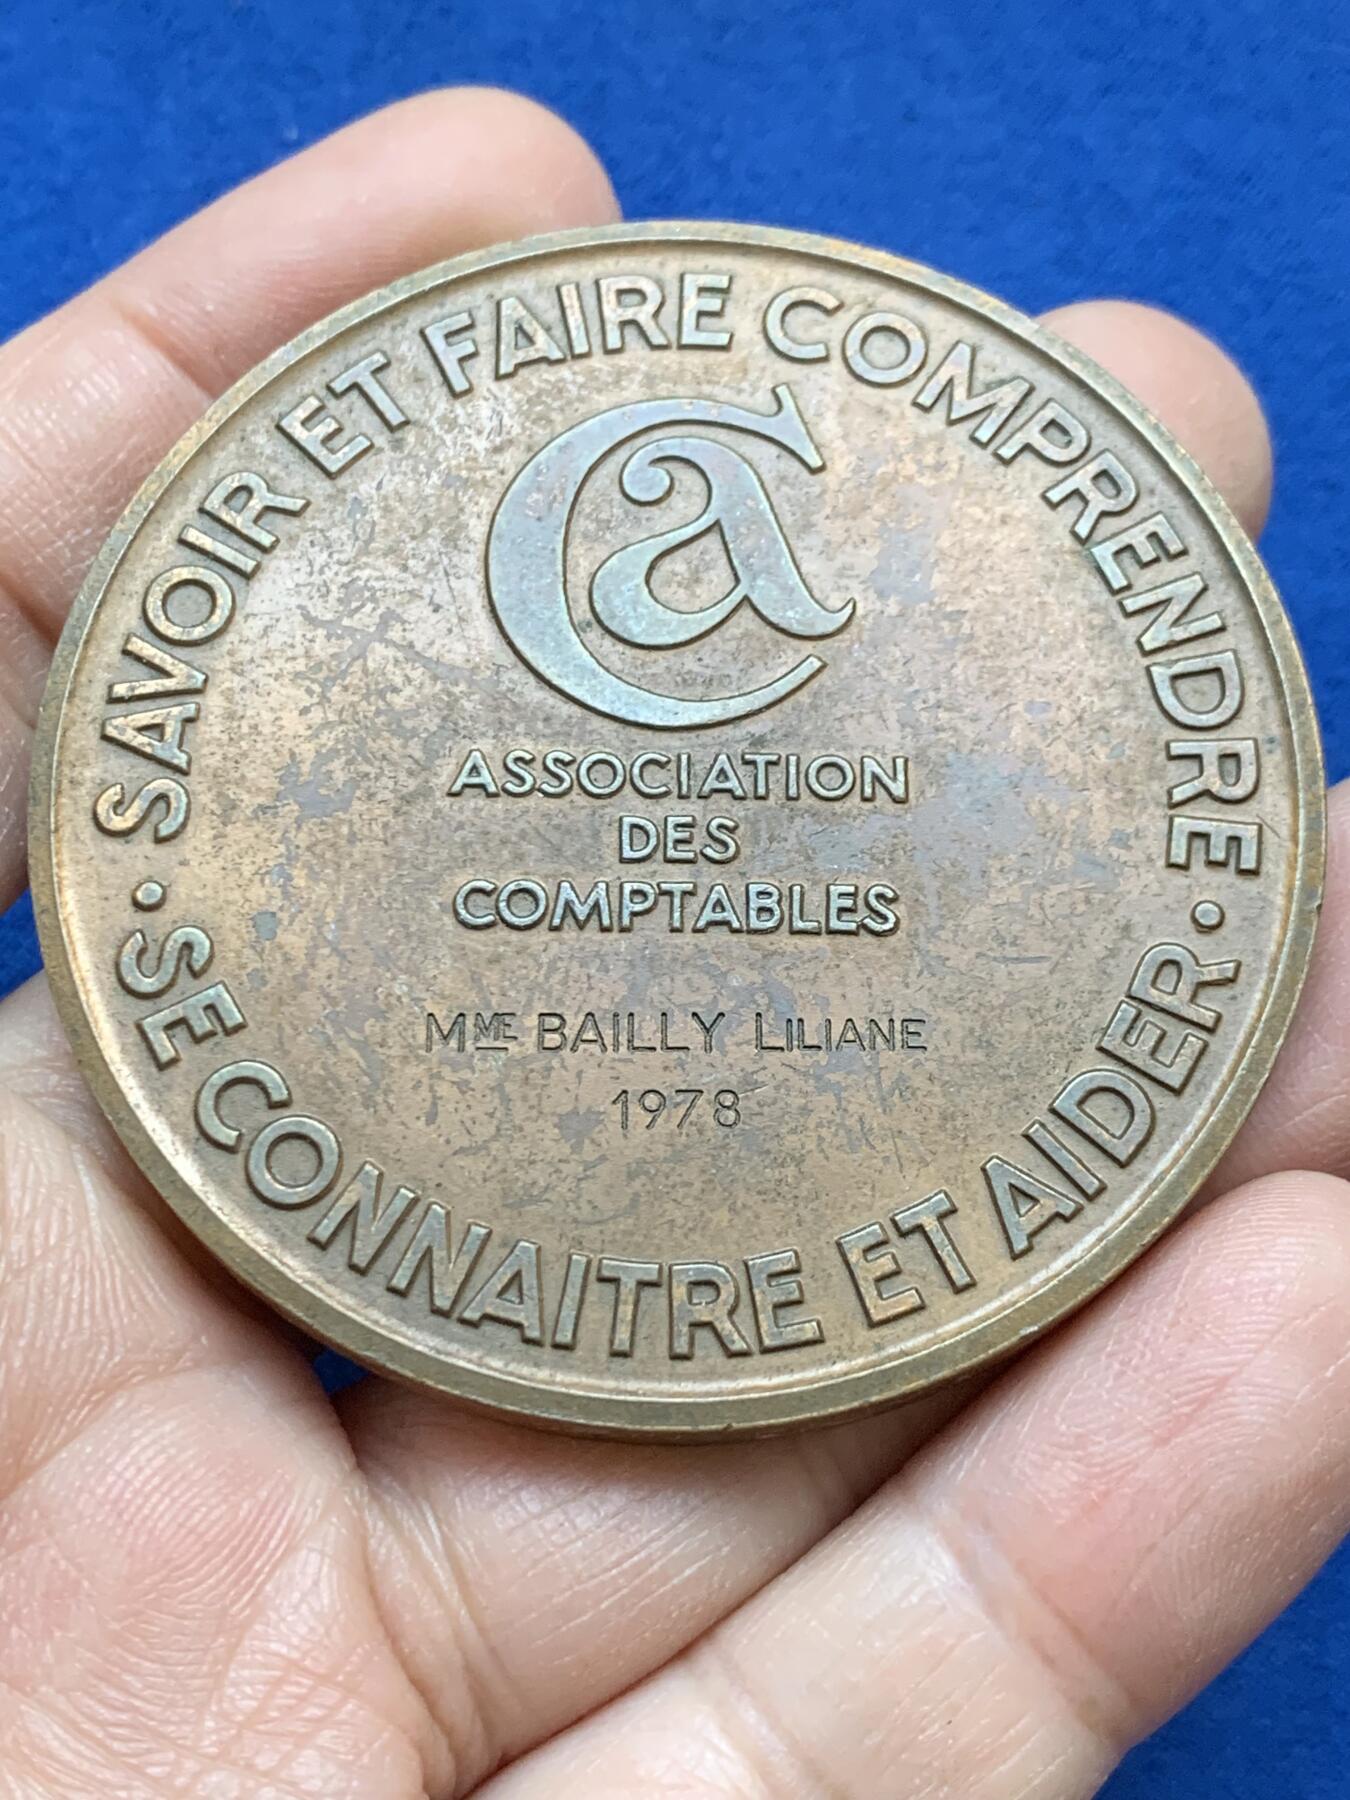 SAVOIR ET FAIRE COMPRENDRE
Ca
ASSOCIATION
DES
COMPTABLES
MME BAILLY LILIANE
1978
SE CONNAITRE ET AIDER